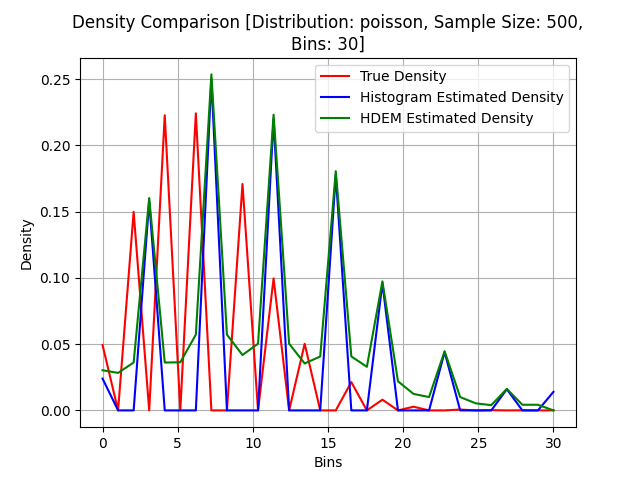 Density Comparison [Distribution: poisson, Sample Size: 500,
Bins: 30]
True Density
Histogram Estimated Density
HDEM Estimated Density
Density
0.25
0.20
0.15
0.10
0.05
0.00
0 5 10 15 20 25 30
Bins